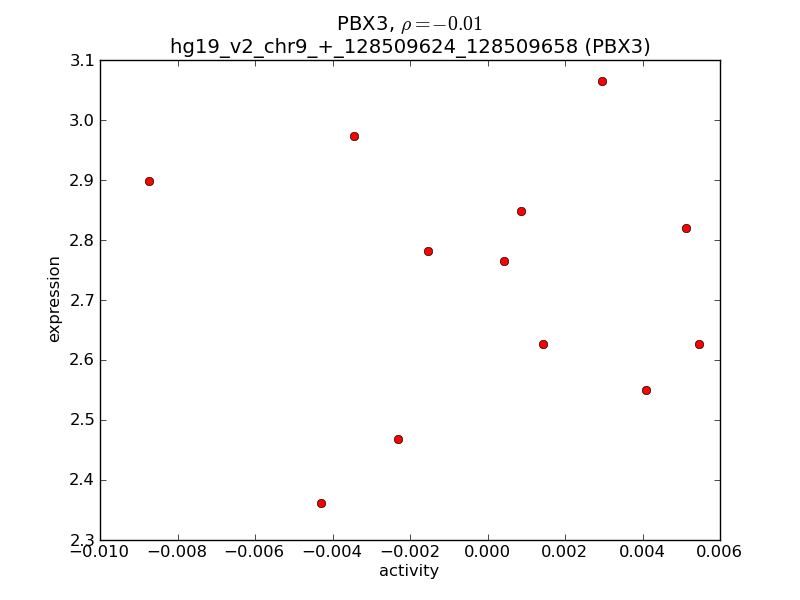 PBX3, ρ=−0.01
hg19_v2_chr9_+_128509624_128509658 (PBX3)
3.1
3.0
2.9
2.8
2.7
2.6
2.5
2.4
2.3
expression
−0.010 −0.008 −0.006 −0.004 −0.002 0.000 0.002 0.004 0.006
activity